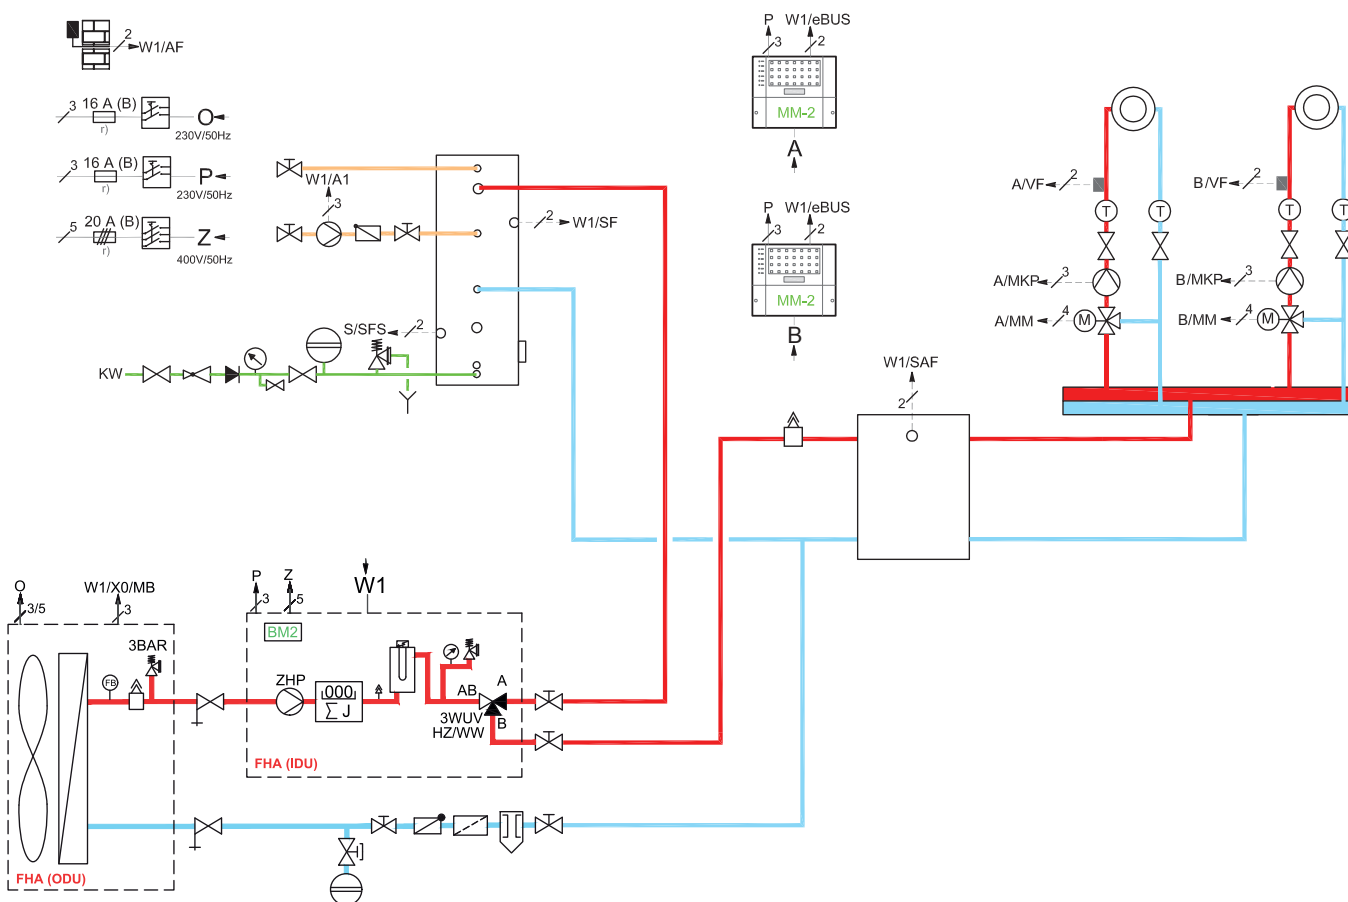 2
W1/AF
3
16 A (B)
r)
O
230V/50Hz
3
16 A (B)
r)
P
230V/50Hz
5
20 A (B)
r)
Z
400V/50Hz
W1/A1
3
2
W1/SF
S/SFS
2
KW
P
W1/eBUS
3
2
MM-2
A
P
W1/eBUS
3
2
MM-2
B
A/VF
2
T
T
A/MKP
3
A/MM
4
M
B/VF
2
T
T
B/MKP
3
B/MM
4
M
W1/SAF
2
O
3/5
W1/X0/MB
3
3BAR
FB
FHA (ODU)
P
3
Z
5
W1
BM2
ZHP
000
Σ J
AB
A
B
3WUV
HZ/WW
FHA (IDU)